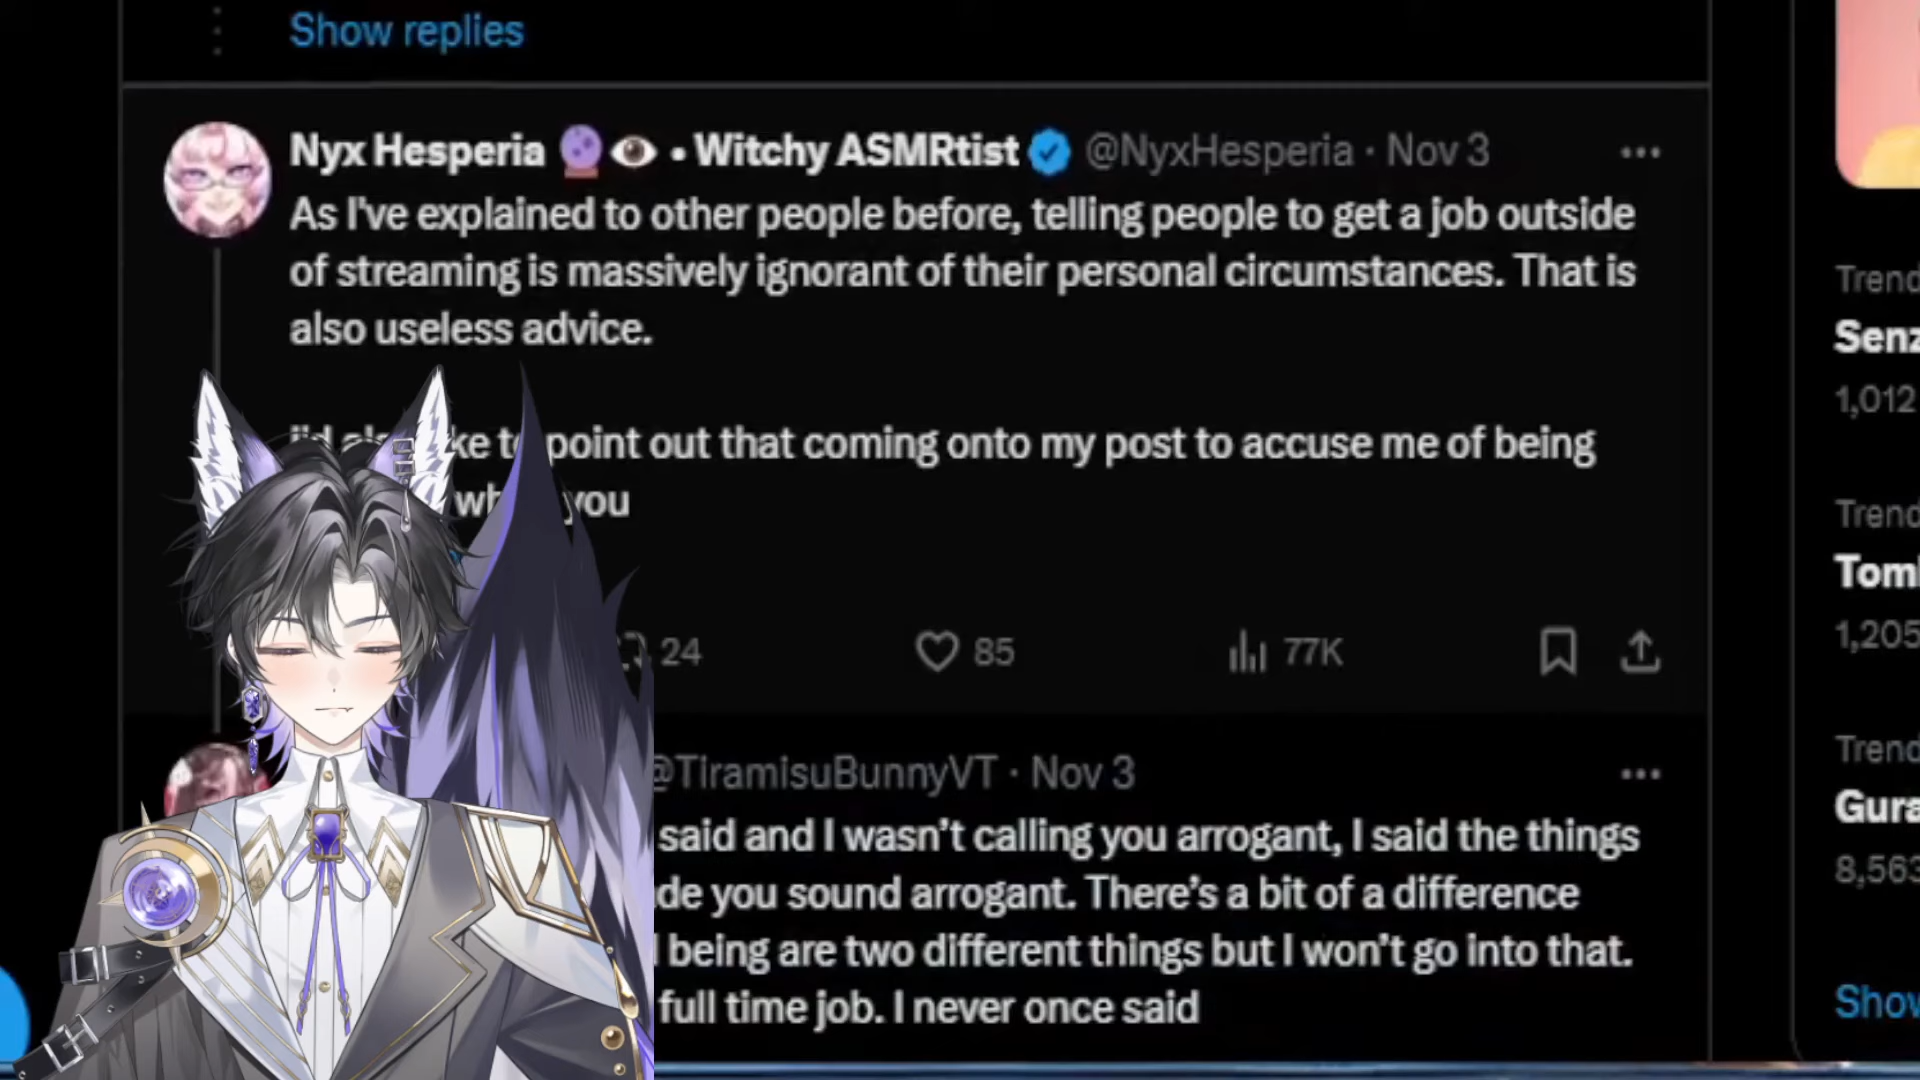 Show replies
Nyx Hesperia 🔮👁️ • Witchy ASMRtist @NyxHesperia · Nov 3
As I've explained to other people before, telling people to get a job outside
of streaming is massively ignorant of their personal circumstances. That is
also useless advice.
point out that coming onto my post to accuse me of being
you
24 85 77K
@TiramisuBunnyVT · Nov 3
said and I wasn't calling you arrogant, I said the things
you sound arrogant. There's a bit of a difference
being are two different things but I won't go into that.
full time job. I never once said
Trend
Senz
1,012
Trend
Tom
1,205
Trend
Gura
8,563
Show